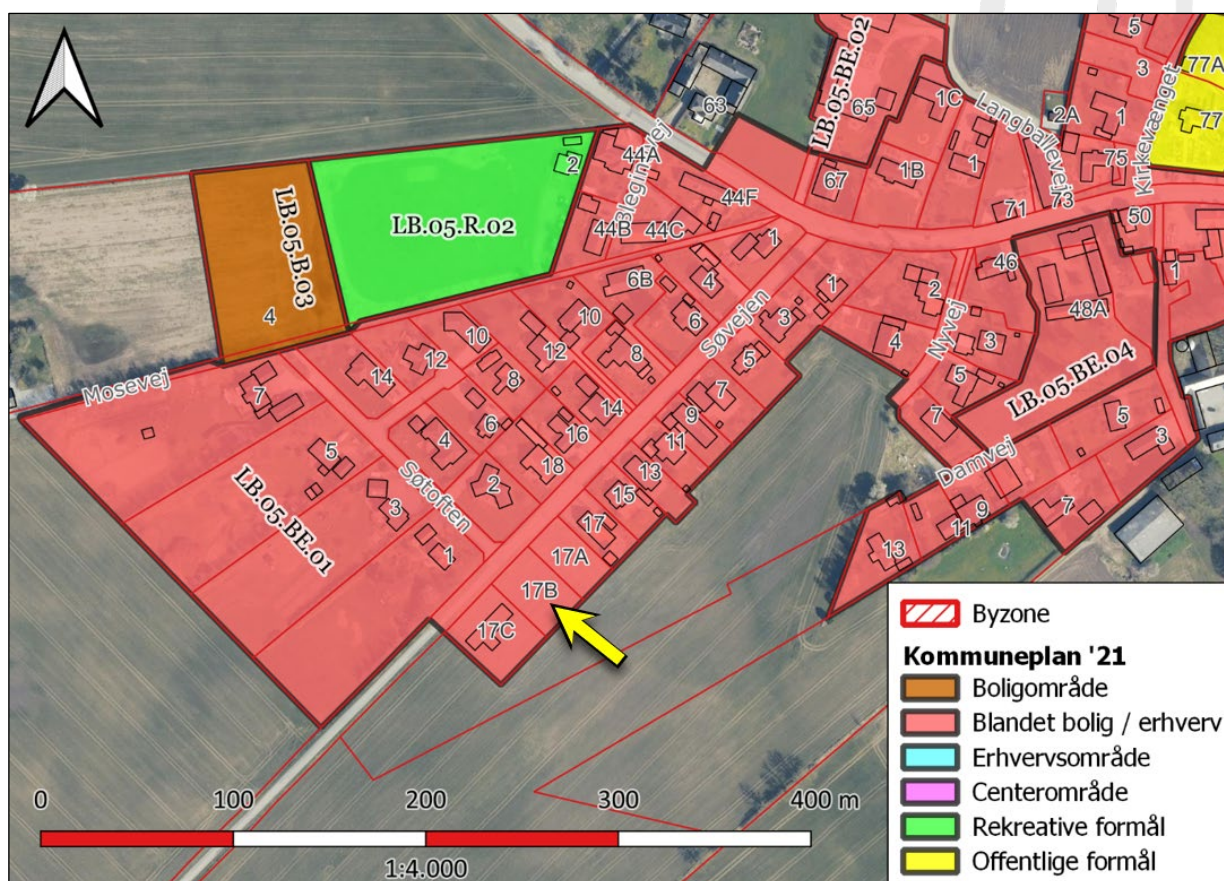 5
77A
3
LB.05.BE.02
63
65
1C
Langballevej
2A
1
Kirkevænget
77
2
44A
Blegindvej
1B
1
75
LB.05.B.03
LB.05.R.02
44F
67
71
73
50
44B
44C
1
46
4
6B
4
1
2
1
48A
10
6
Søvejen
3
4
Nyvej
3
10
12
8
5
5
LB.05.BE.04
14
12
8
14
7
7
5
Mosevej
7
6
16
9
11
3
4
18
13
Damvej
5
Søtoften
2
15
9
7
LB.05.BE.01
3
17
11
13
1
17A
17B
17C
Byzone
Kommuneplan '21
Boligområde
Blandet bolig / erhverv
Erhvervsområde
Centerområde
Rekreative formål
Offentlige formål
0 100 200 300 400 m
1:4.000